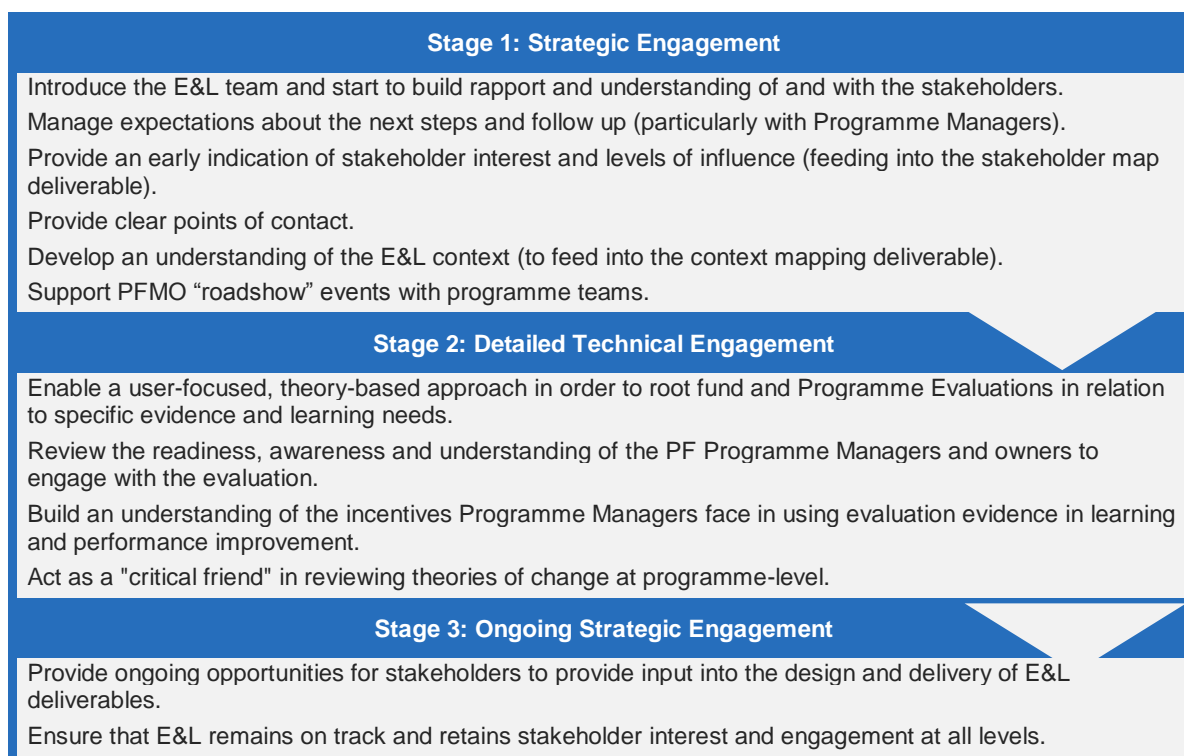 Stage 1: Strategic Engagement
Introduce the E&L team and start to build rapport and understanding of and with the stakeholders.
Manage expectations about the next steps and follow up (particularly with Programme Managers).
Provide an early indication of stakeholder interest and levels of influence (feeding into the stakeholder map
deliverable).
Provide clear points of contact.
Develop an understanding of the E&L context (to feed into the context mapping deliverable).
Support PFMO “roadshow” events with programme teams.
Stage 2: Detailed Technical Engagement
Enable a user-focused, theory-based approach in order to root fund and Programme Evaluations in relation
to specific evidence and learning needs.
Review the readiness, awareness and understanding of the PF Programme Managers and owners to
engage with the evaluation.
Build an understanding of the incentives Programme Managers face in using evaluation evidence in learning
and performance improvement.
Act as a "critical friend" in reviewing theories of change at programme-level.
Stage 3: Ongoing Strategic Engagement
Provide ongoing opportunities for stakeholders to provide input into the design and delivery of E&L
deliverables.
Ensure that E&L remains on track and retains stakeholder interest and engagement at all levels.